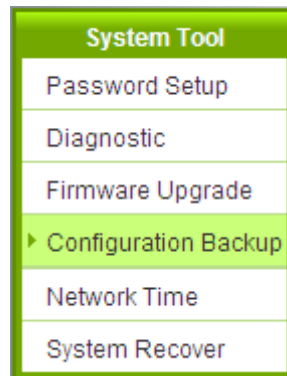 System Tool
Password Setup
Diagnostic
Firmware Upgrade
Configuration Backup
Network Time
System Recover